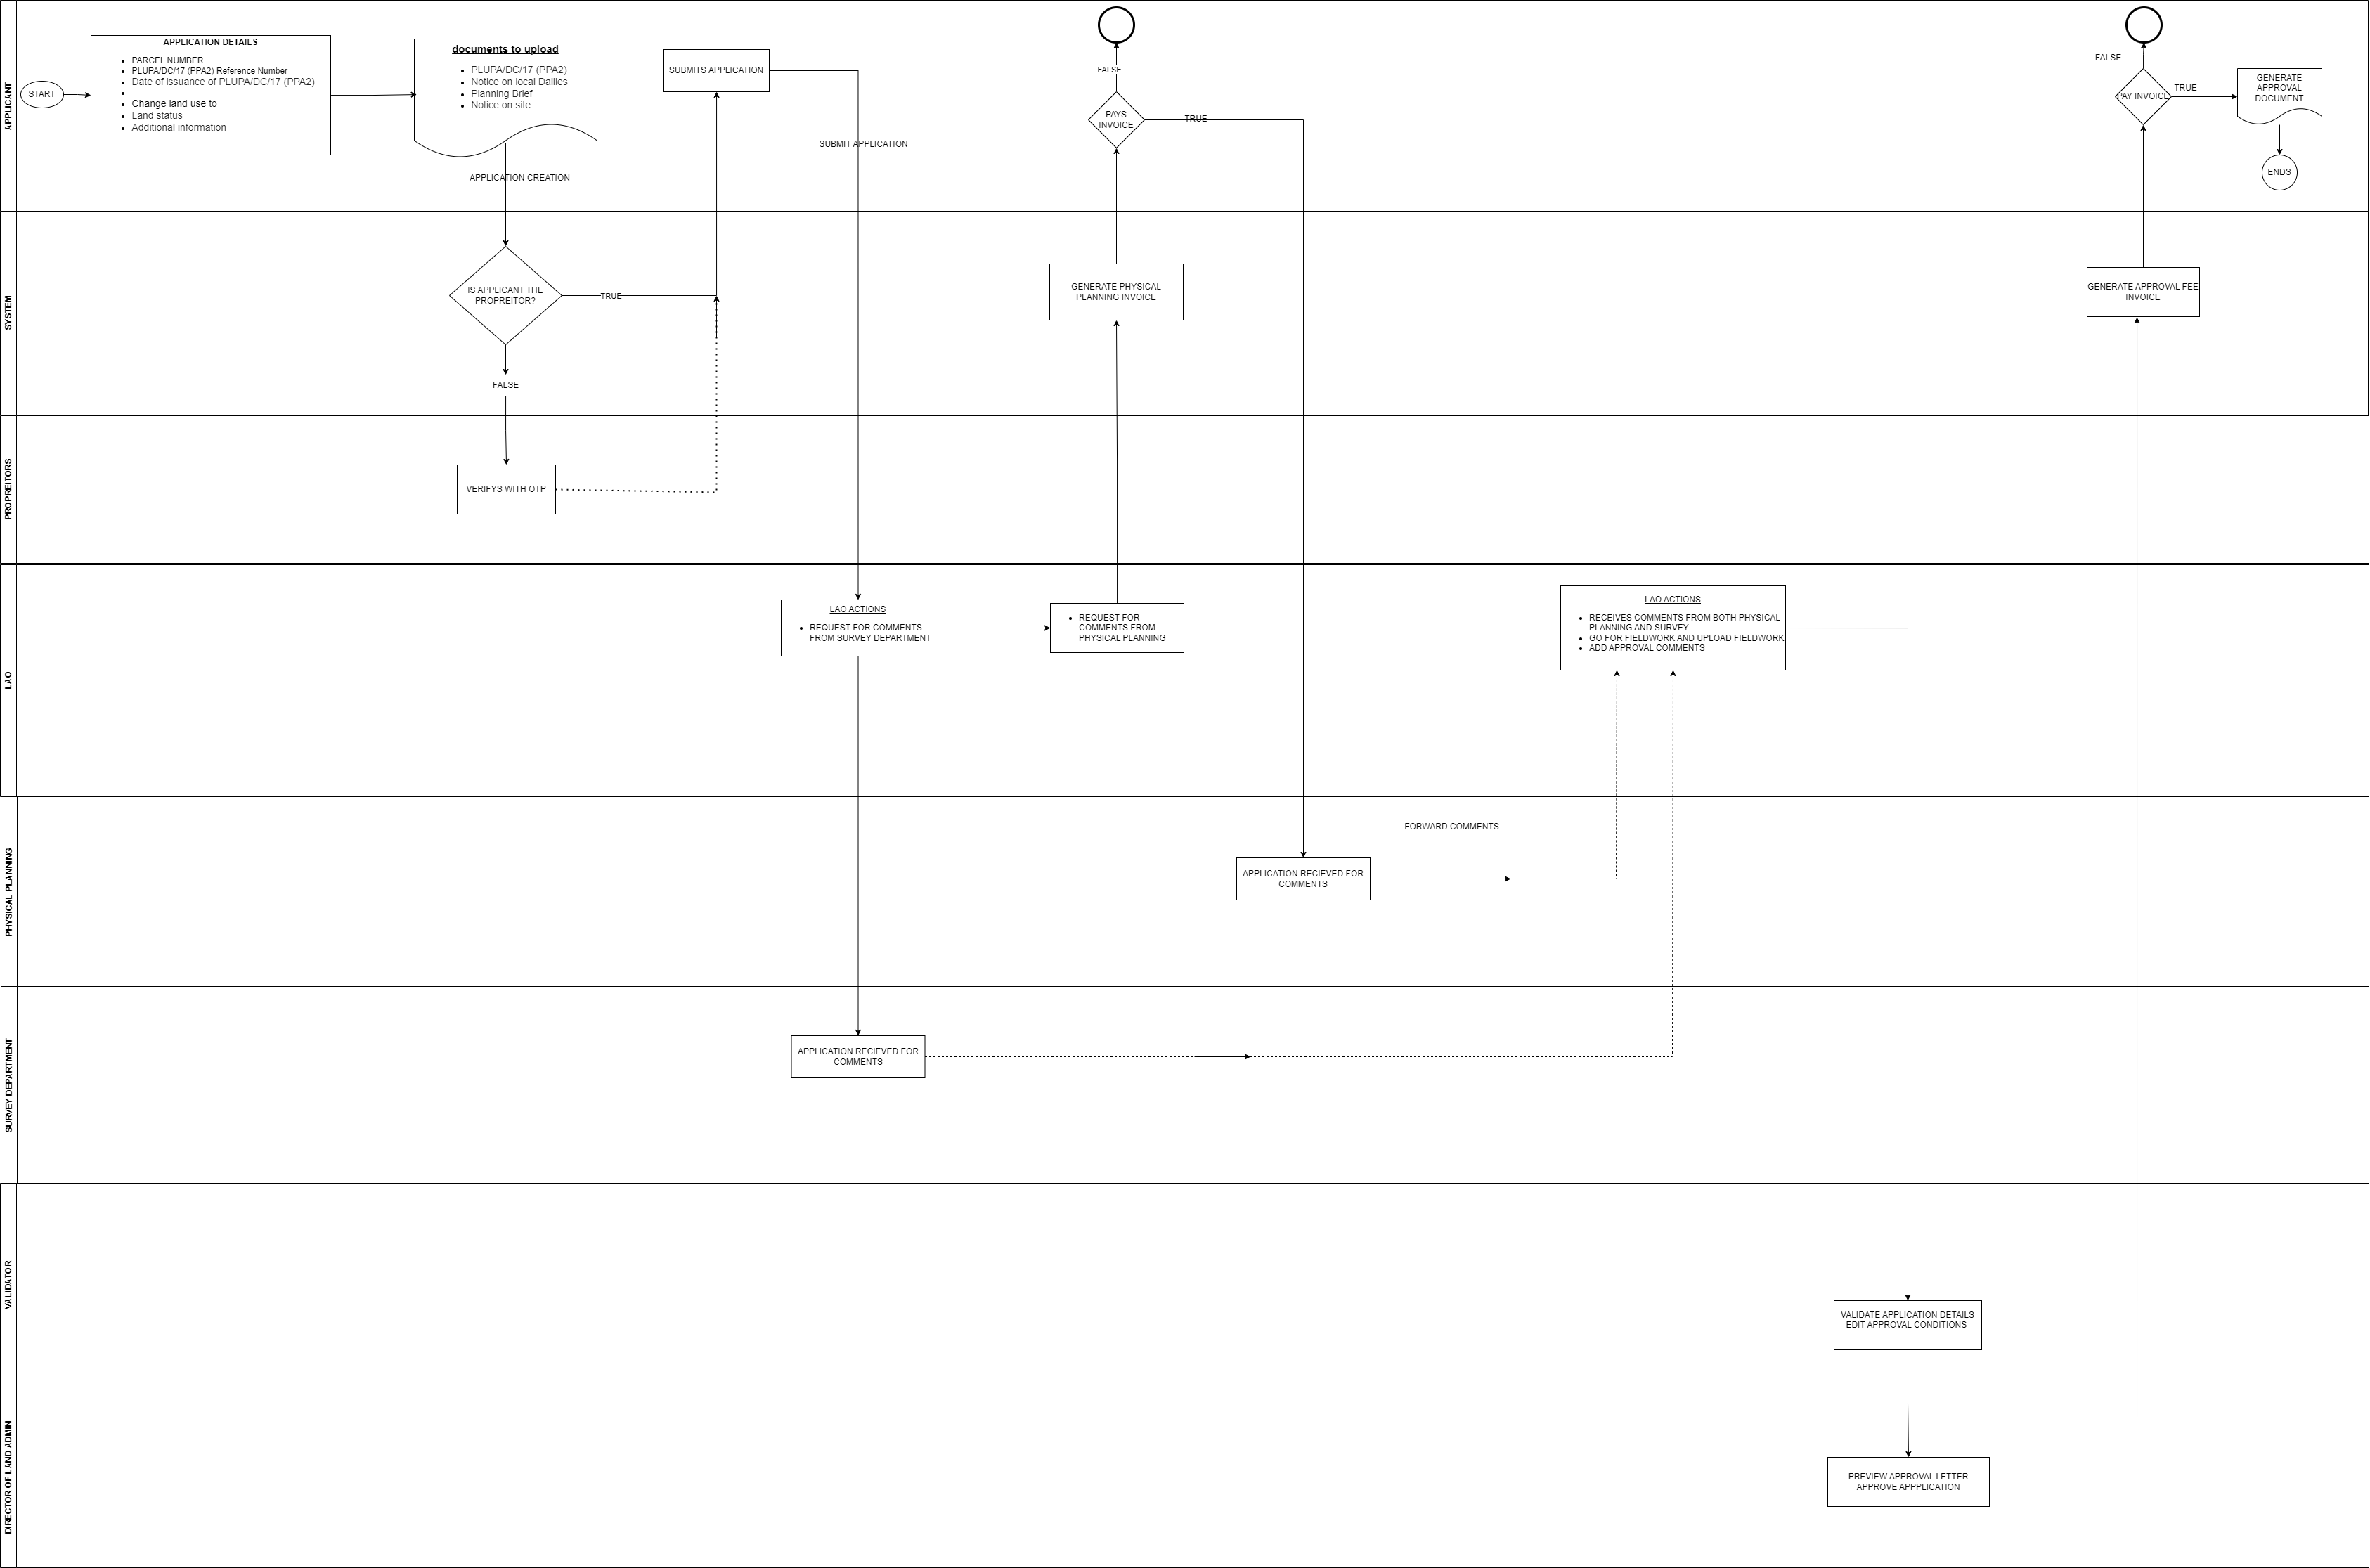 APPLICANT
START
APPLICATION DETAILS
PARCEL NUMBER
PLUPA/DC/17 (PPA2) Reference Number
Date of issuance of PLUPA/DC/17 (PPA2)
Change land use to
Land status
Additional information
documents to upload
PLUPA/DC/17 (PPA2)
Notice on local Dailies
Planning Brief
Notice on site
APPLICATION CREATION
SUBMITS APPLICATION
SUBMIT APPLICATION
FALSE
PAYS
INVOICE
TRUE
FALSE
PAY INVOICE
TRUE
GENERATE
APPROVAL
DOCUMENT
ENDS
SYSTEM
IS APPLICANT THE
PROPREITOR?
TRUE
FALSE
GENERATE PHYSICAL
PLANNING INVOICE
GENERATE APPROVAL FEE
INVOICE
PROPREITORS
VERIFYS WITH OTP
LAO
LAO ACTIONS
REQUEST FOR COMMENTS
FROM SURVEY DEPARTMENT
REQUEST FOR
COMMENTS FROM
PHYSICAL PLANNING
LAO ACTIONS
RECEIVES COMMENTS FROM BOTH PHYSICAL
PLANNING AND SURVEY
GO FOR FIELDWORK AND UPLOAD FIELDWORK
ADD APPROVAL COMMENTS
PHYSICAL PLANNING
FORWARD COMMENTS
APPLICATION RECIEVED FOR
COMMENTS
SURVEY DEPARTMENT
APPLICATION RECIEVED FOR
COMMENTS
VALIDATOR
VALIDATE APPLICATION DETAILS
EDIT APPROVAL CONDITIONS
DIRECTOR OF LAND ADMIN
PREVIEW APPROVAL LETTER
APPROVE APPPLICATION